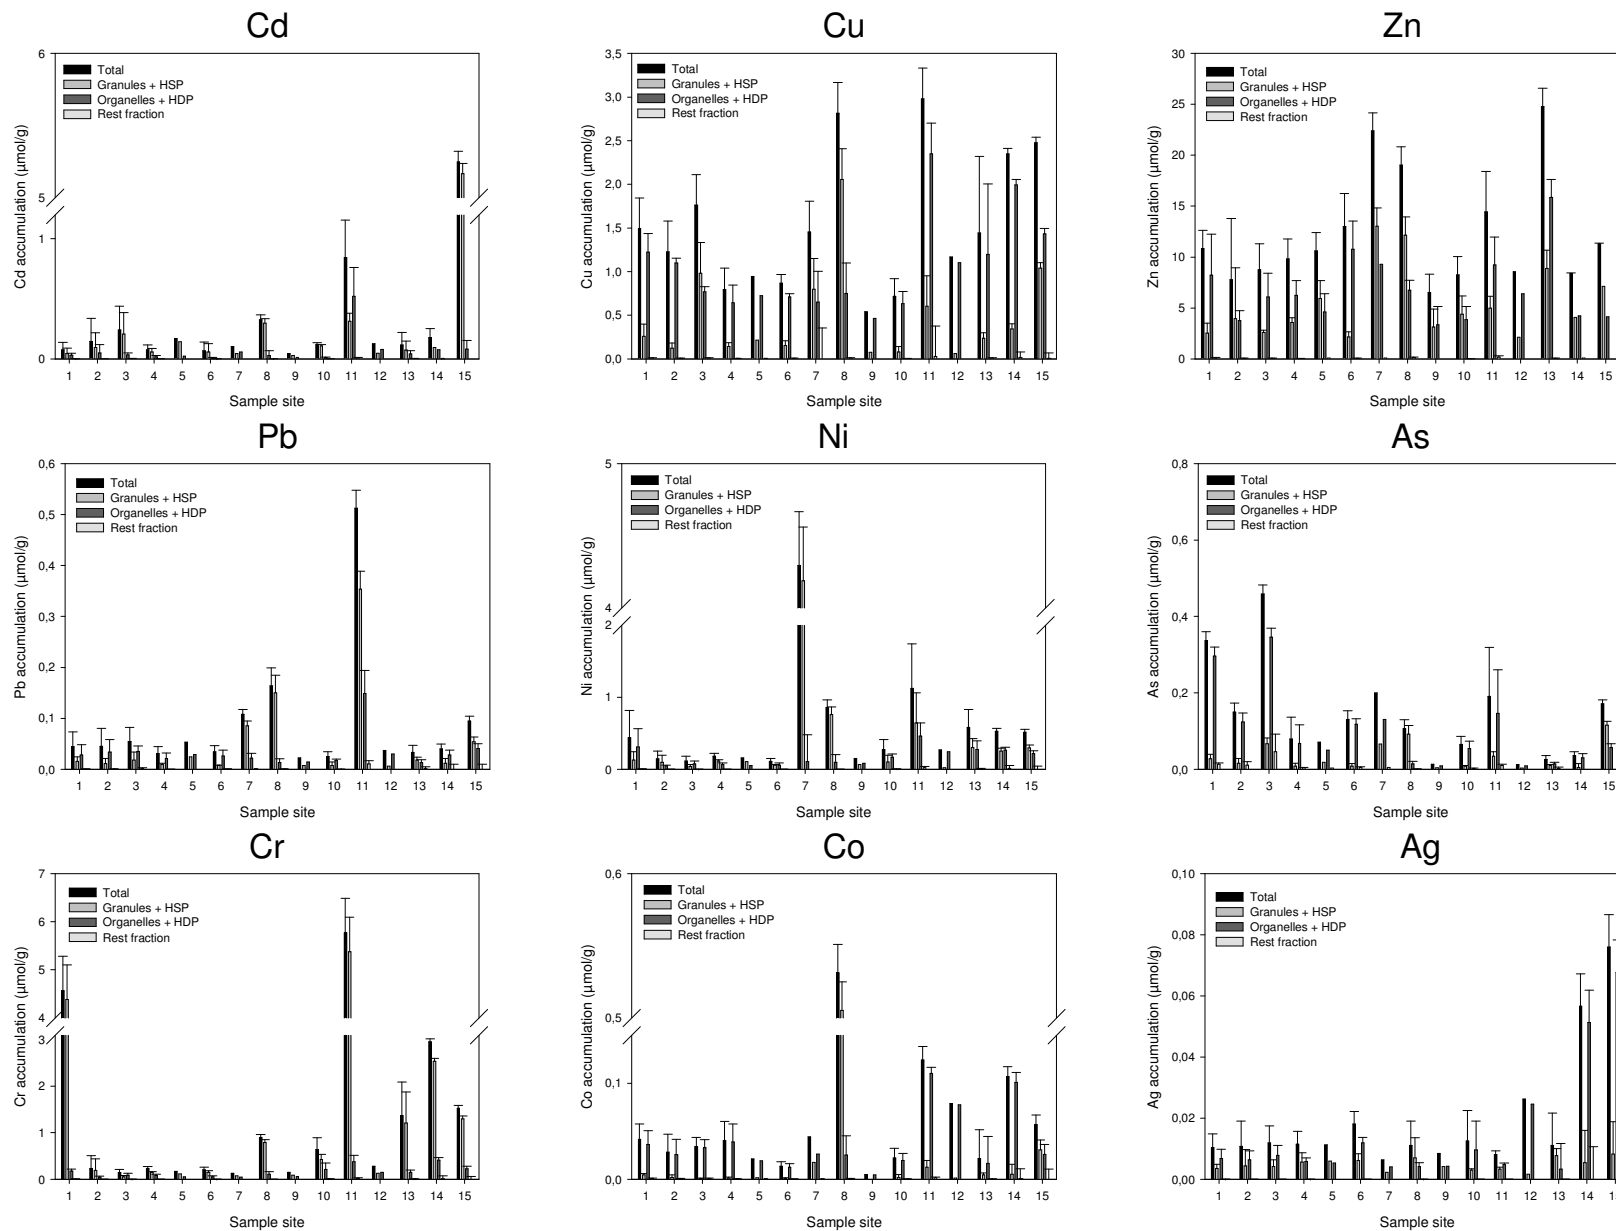 Cd
6
5
1
0
Cd accumulation (µmol/g)
Total
Granules + HSP
Organelles + HDP
Rest fraction
1 2 3 4 5 6 7 8 9 10 11 12 13 14 15
Sample site
Cu
3,5
3,0
2,5
2,0
1,5
1,0
0,5
0,0
Cu accumulation (µmol/g)
Total
Granules + HSP
Organelles + HDP
Rest fraction
1 2 3 4 5 6 7 8 9 10 11 12 13 14 15
Sample site
Zn
30
25
20
15
10
5
0
Zn accumulation (µmol/g)
Total
Granules + HSP
Organelles + HDP
Rest fraction
1 2 3 4 5 6 7 8 9 10 11 12 13 14 15
Sample site
Pb
0,6
0,5
0,4
0,3
0,2
0,1
0,0
Pb accumulation (µmol/g)
Total
Granules + HSP
Organelles + HDP
Rest fraction
1 2 3 4 5 6 7 8 9 10 11 12 13 14 15
Sample site
Ni
5
4
2
1
0
Ni accumulation (µmol/g)
Total
Granules + HSP
Organelles + HDP
Rest fraction
1 2 3 4 5 6 7 8 9 10 11 12 13 14 15
Sample site
As
0,8
0,6
0,4
0,2
0,0
As accumulation (µmol/g)
Total
Granules + HSP
Organelles + HDP
Rest fraction
1 2 3 4 5 6 7 8 9 10 11 12 13 14 15
Sample site
Cr
7
6
5
4
3
2
1
0
Cr accumulation (µmol/g)
Total
Granules + HSP
Organelles + HDP
Rest fraction
1 2 3 4 5 6 7 8 9 10 11 12 13 14 15
Sample site
Co
0,6
0,5
0,1
0,0
Co accumulation (µmol/g)
Total
Granules + HSP
Organelles + HDP
Rest fraction
1 2 3 4 5 6 7 8 9 10 11 12 13 14 15
Sample site
Ag
0,10
0,08
0,06
0,04
0,02
0,00
Ag accumulation (µmol/g)
Total
Granules + HSP
Organelles + HDP
Rest fraction
1 2 3 4 5 6 7 8 9 10 11 12 13 14
Sample site